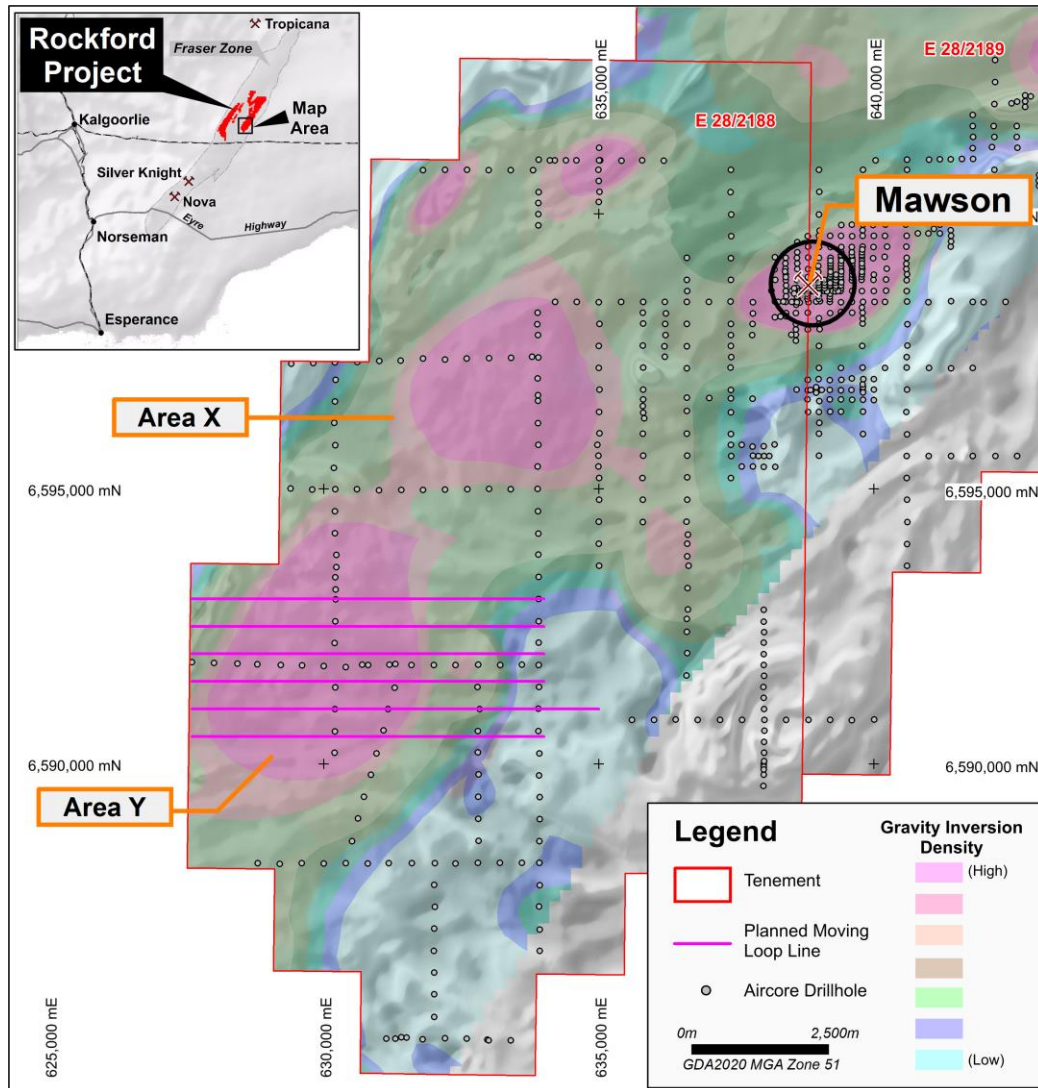 Tropicana
Fraser Zone
Rockford
Project
Map
Area
Kalgoorlie
Silver Knight
Nova
Norseman
Eyre
Highway
Esperance
635,000 mE
640,000 mE
E 28/2189
E 28/2188
Mawson
N
Area X
6,595,000 mN
6,595,000 mN
6,590,000 mN
6,590,000 mN
Area Y
625,000 mE
630,000 mE
635,000 mE
Legend
Tenement
Planned Moving
Loop Line
Aircore Drillhole
0m
2,500m
GDA2020 MGA Zone 51
Gravity Inversion
Density
(High)
(Low)